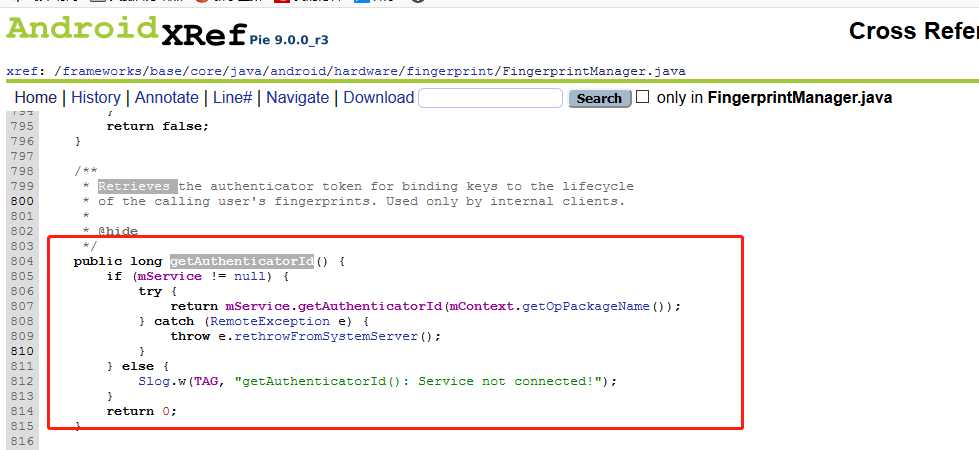 AndroidXRef Pie 9.0.0_r3
Cross Refer
xref: /frameworks/base/core/java/android/hardware/fingerprint/FingerprintManager.java
Home | History | Annotate | Line# | Navigate | Download Search only in FingerprintManager.java
794 }
795 return false;
796 }
797
798 /**
799 * Retrieves the authenticator token for binding keys to the lifecycle
800 * of the calling user's fingerprints. Used only by internal clients.
801 *
802 * @hide
803 */
804 public long getAuthenticatorId() {
805 if (mService != null) {
806 try {
807 return mService.getAuthenticatorId(mContext.getOpPackageName());
808 } catch (RemoteException e) {
809 throw e.rethrowFromSystemServer();
810 }
811 } else {
812 Slog.w(TAG, "getAuthenticatorId(): Service not connected!");
813 }
814 return 0;
815 }
816